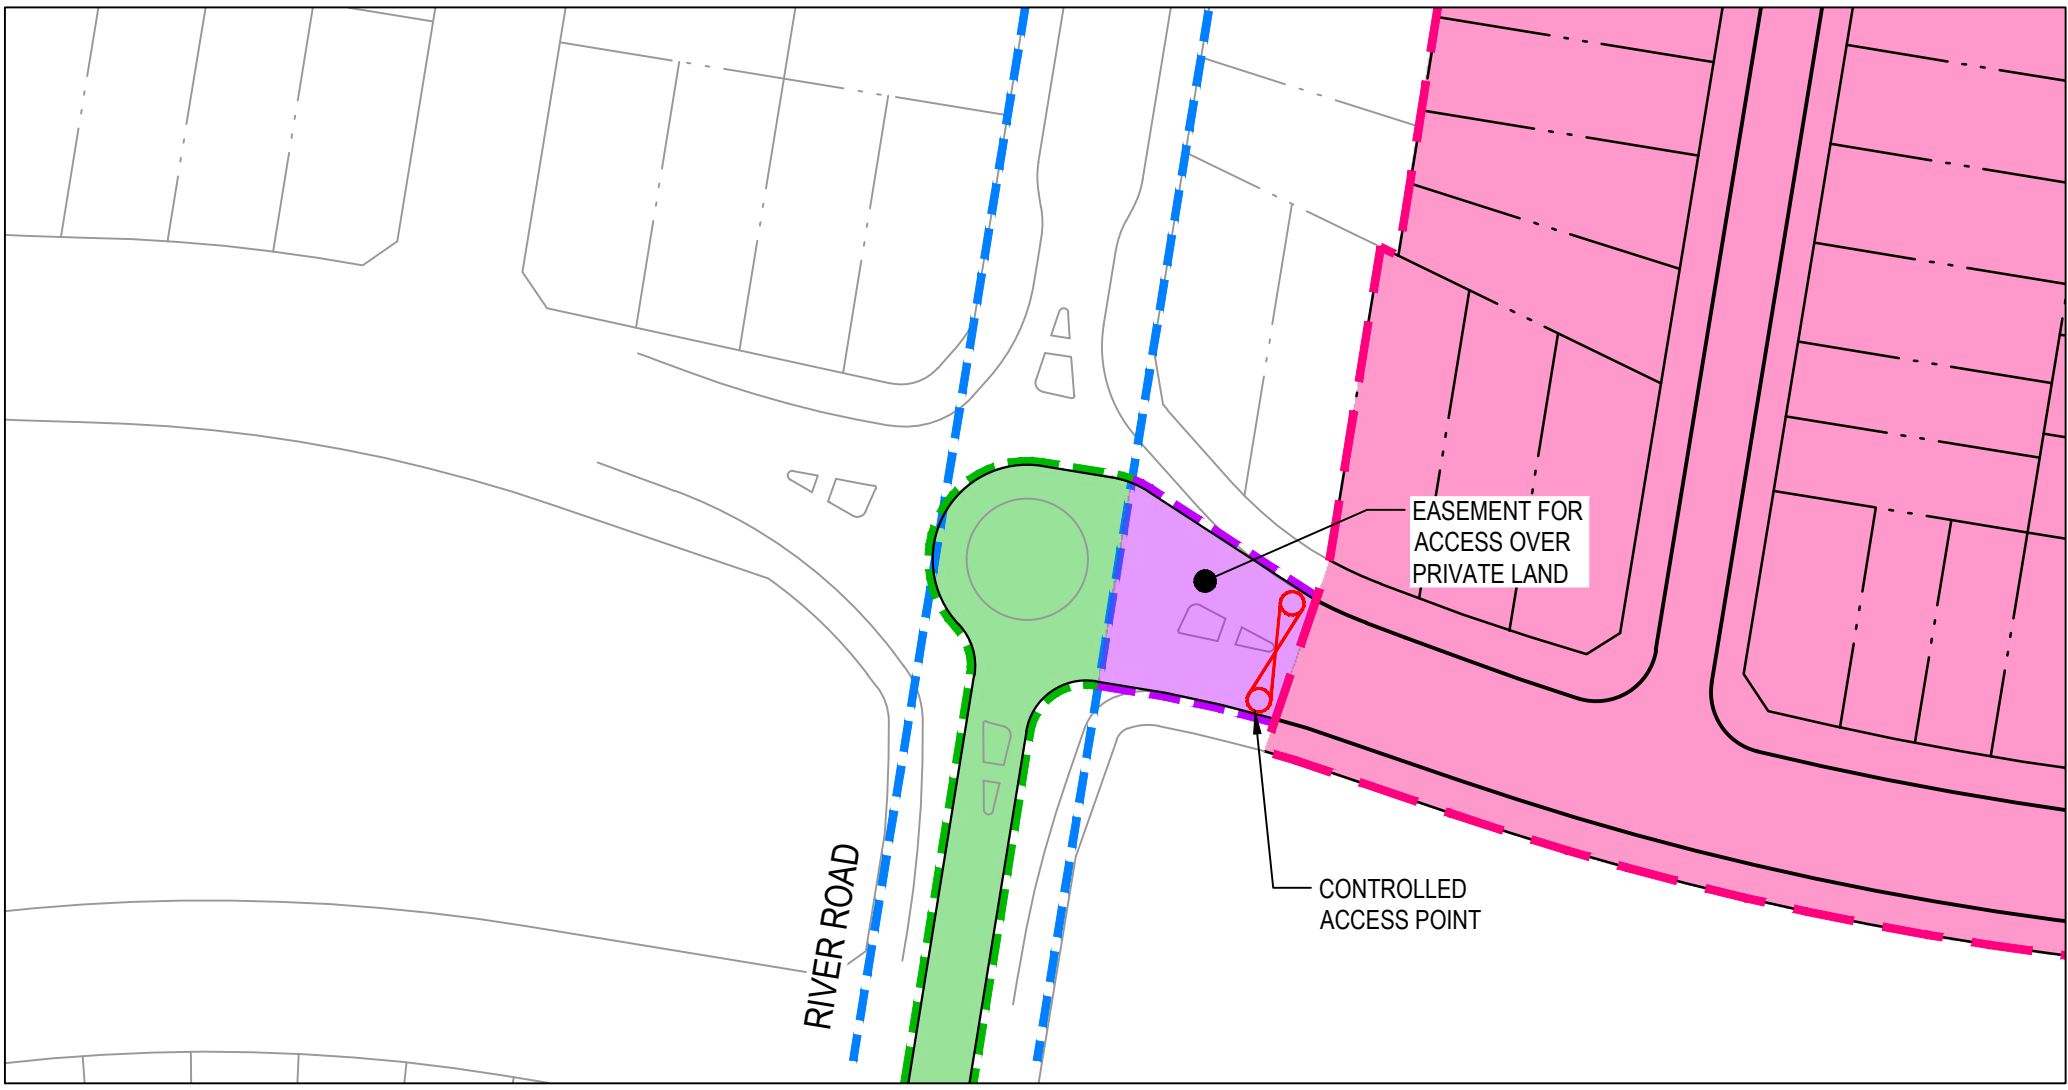 EASEMENT FOR
ACCESS OVER
PRIVATE LAND
CONTROLLED
ACCESS POINT
RIVER ROAD